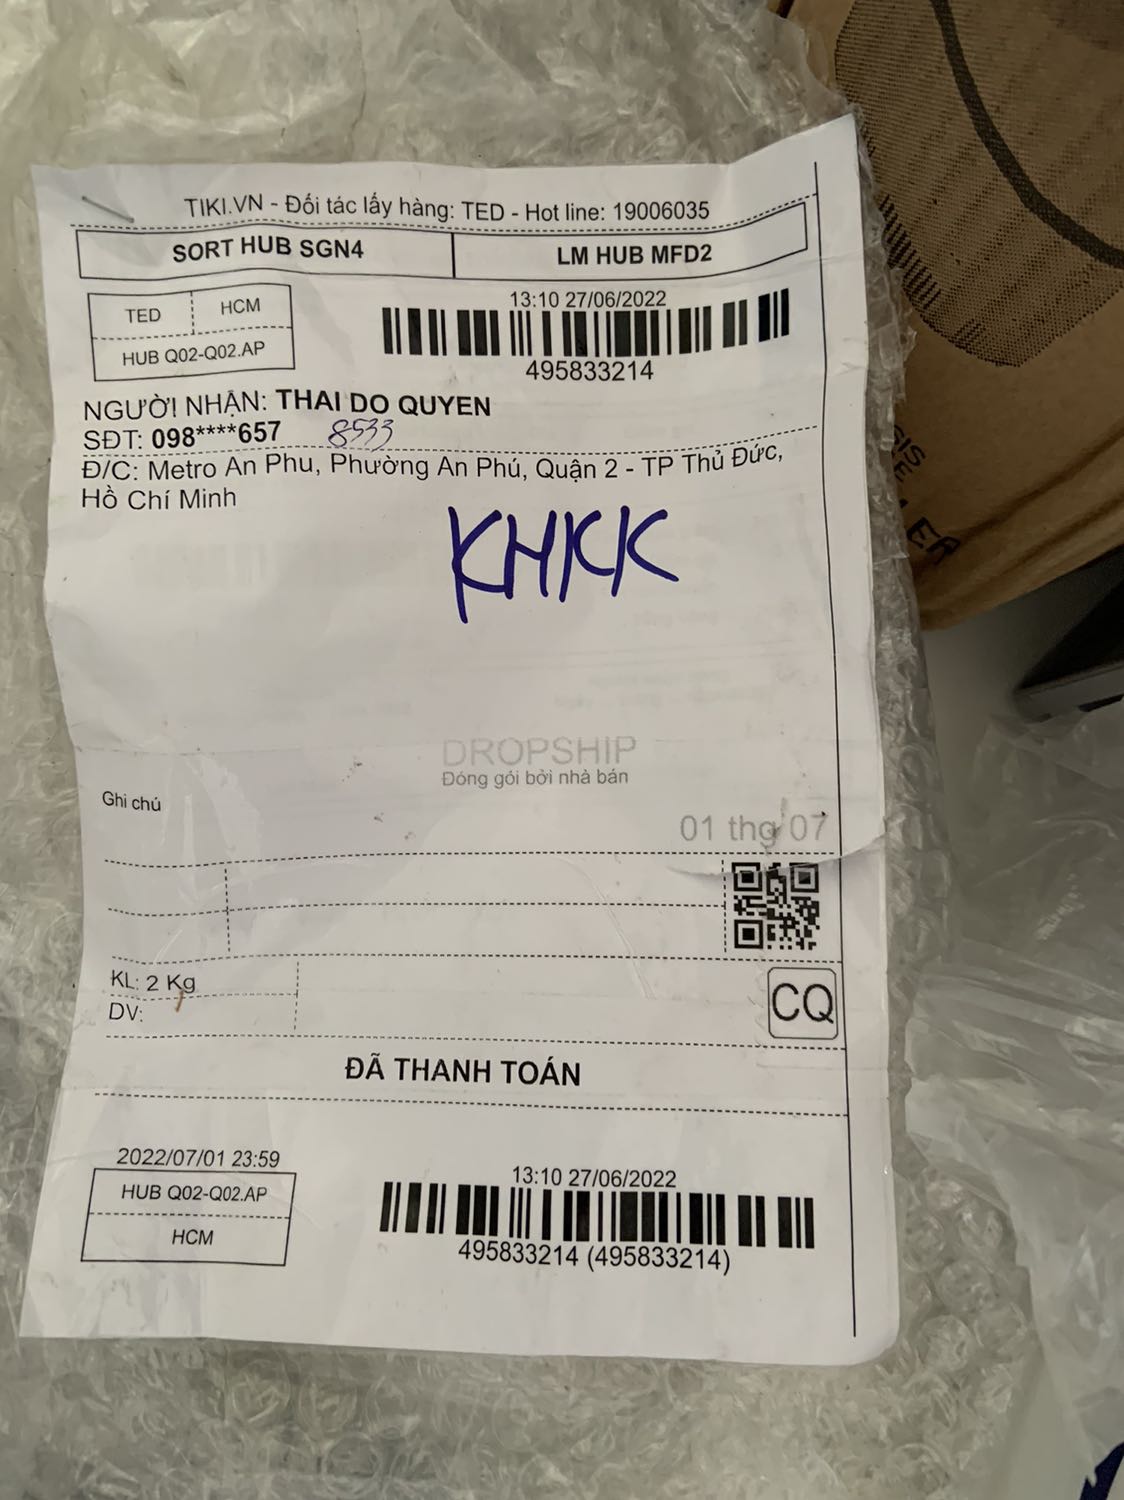 TIKI.VN - Đối tác lấy hàng: TED - Hot line: 19006035
SORT HUB SGN4
LM HUB MFD2
TED
HCM
HUB Q02-Q02.AP
13:10 27/06/2022
495833214
NGƯỜI NHẬN: THAI DO QUYEN
SĐT: 098****657 8533
Đ/C: Metro An Phu, Phường An Phú, Quận 2 - TP Thủ Đức,
Hồ Chí Minh
KHKK
DROPSHIP
Đóng gói bởi nhà bán
Ghi chú
01 thg 07
KL: 2 Kg
DV:
CQ
ĐÃ THANH TOÁN
2022/07/01 23:59
HUB Q02-Q02.AP
HCM
13:10 27/06/2022
495833214 (495833214)